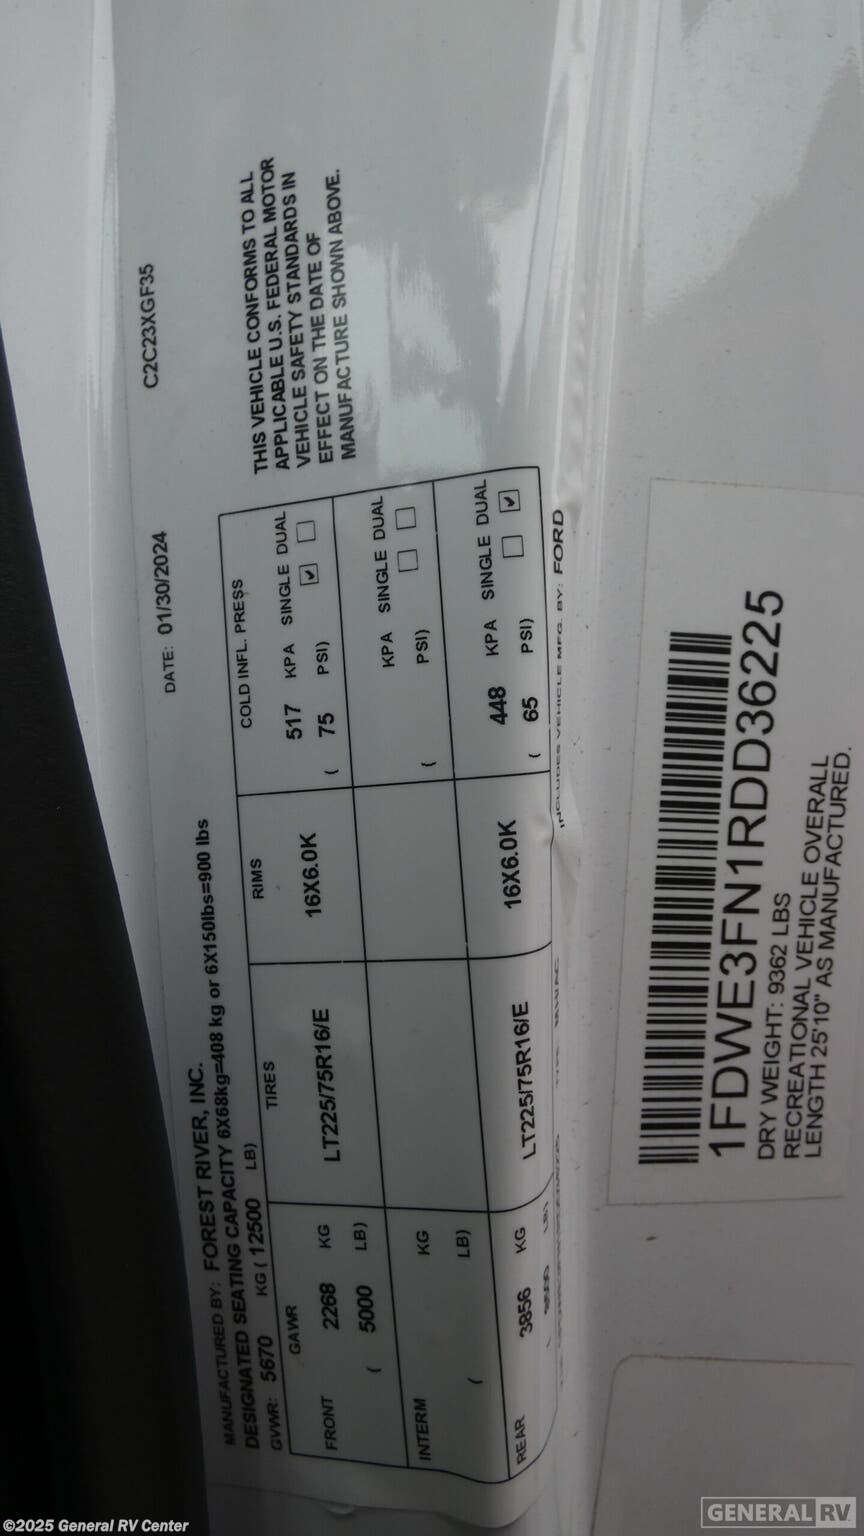 MANUFACTURED BY: FOREST RIVER, INC.
DATE: 01/30/2024
C2C23XGF35
DESIGNATED SEATING CAPACITY 6X68kg=408 kg or 6X150lbs=900 lbs
GVWR: 5670 KG ( 12500 LB)
GAWR TIRES RIMS COLD INFL. PRESS
FRONT 2268 KG LT225/75R16/E 16X6.0K 517 KPA SINGLE DUAL
( 5000 LB) ( 75 PSI)
INTERM KG KPA SINGLE DUAL
( LB) ( PSI)
REAR 3856 KG LT225/75R16/E 16X6.0K 448 KPA SINGLE DUAL
( 8500 LB) ( 65 PSI)
INCLUDES VEHICLE MFG. BY: FORD
THIS VEHICLE CONFORMS TO ALL
APPLICABLE U.S. FEDERAL MOTOR
VEHICLE SAFETY STANDARDS IN
EFFECT ON THE DATE OF
MANUFACTURE SHOWN ABOVE.
1FDWE3FN1RDD36225
DRY WEIGHT: 9362 LBS
RECREATIONAL VEHICLE OVERALL
LENGTH 25'10" AS MANUFACTURED.
©2025 General RV Center
GENERAL RV